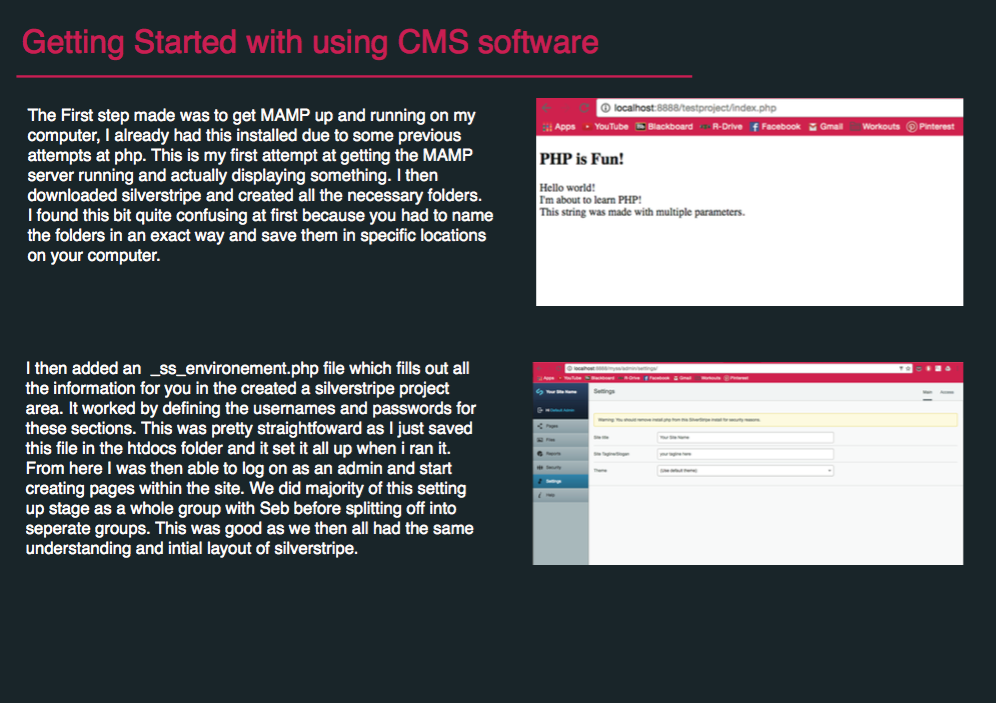 Getting Started with using CMS software
The First step made was to get MAMP up and running on my
computer, I already had this installed due to some previous
attempts at php. This is my first attempt at getting the MAMP
server running and actually displaying something. I then
downloaded silverstripe and created all the necessary folders.
I found this bit quite confusing at first because you had to name
the folders in an exact way and save them in specific locations
on your computer.
localhost:8888/testproject/index.php
Apps YouTube Blackboard R-Drive Facebook Gmail Workouts Pinterest
PHP is Fun!
Hello world!
I'm about to learn PHP!
This string was made with multiple parameters.
I then added an _ss_environement.php file which fills out all
the information for you in the created a silverstripe project
area. It worked by defining the usernames and passwords for
these sections. This was pretty straightfoward as I just saved
this file in the htdocs folder and it set it all up when i ran it.
From here I was then able to log on as an admin and start
creating pages within the site. We did majority of this setting
up stage as a whole group with Seb before splitting off into
seperate groups. This was good as we then all had the same
understanding and intial layout of silverstripe.
Apps YouTube Blackboard R-Drive Facebook Gmail Workouts Pinterest
Your Site Name
Settings
Main Access
Hi Default Admin
Warning: You should remove install.php from this SilverStripe install for security reasons.
Pages
Files
Reports
Security
Settings
Help
Site title
Your Site Name
Site Tagline/Slogan
your tagline here
Theme
(Use default theme)